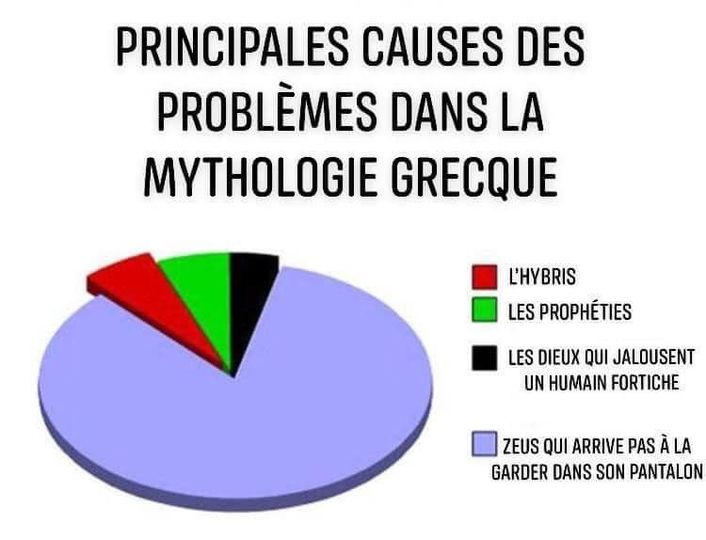 PRINCIPALES CAUSES DES
PROBLÈMES DANS LA
MYTHOLOGIE GRECQUE
L'HYBRIS
LES PROPHÉTIES
LES DIEUX QUI JALOUSENT
UN HUMAIN FORTICHE
ZEUS QUI ARRIVE PAS À LA
GARDER DANS SON PANTALON